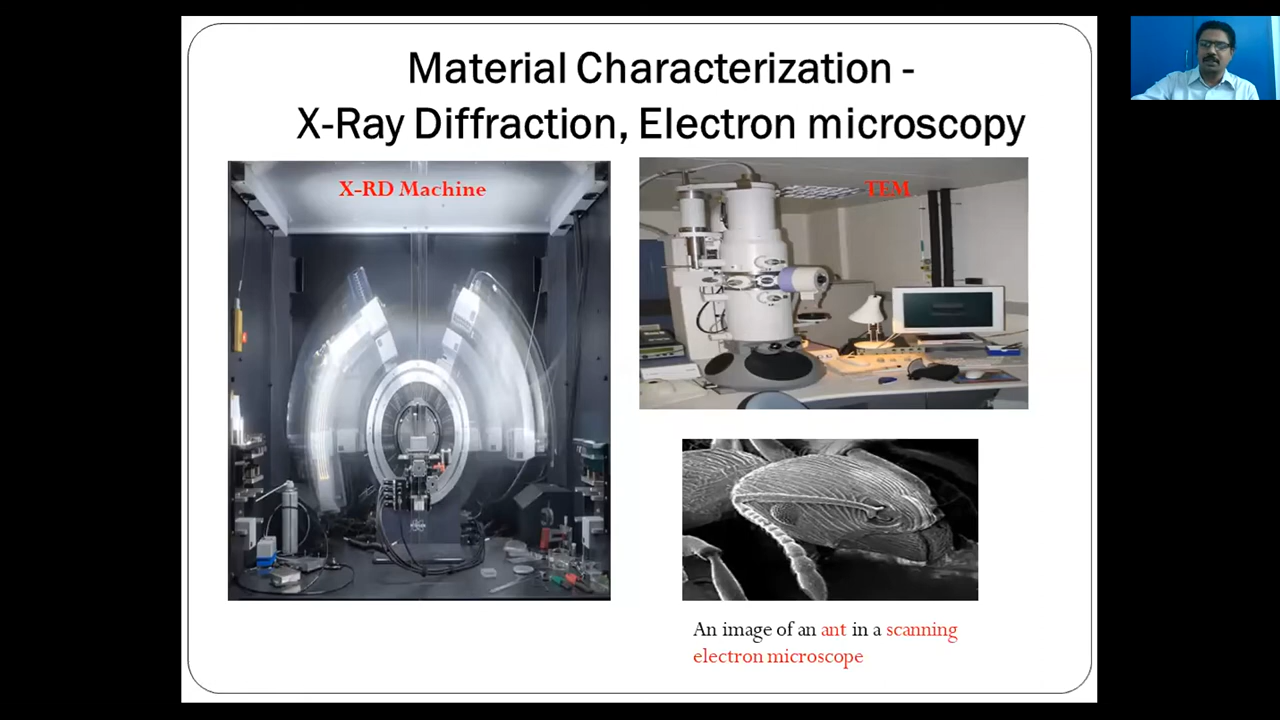 Material Characterization -
X-Ray Diffraction, Electron microscopy
X-RD Machine
TEM
An image of an ant in a scanning
electron microscope